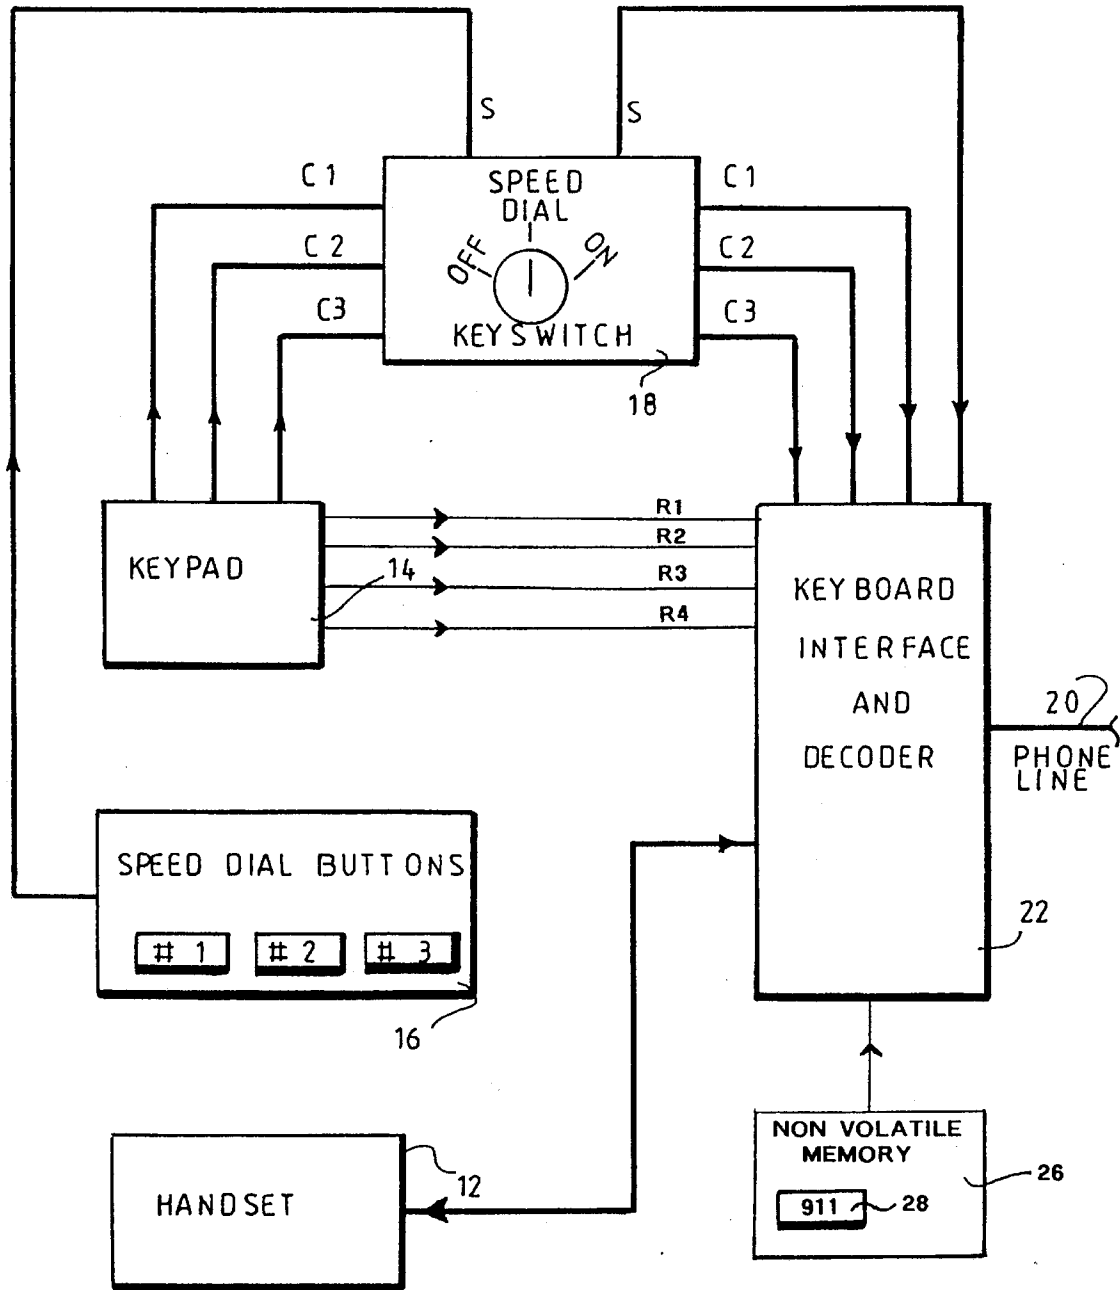 S
S
C1
SPEED
DIAL
OFF
ON
KEYSWITCH
C1
C2
C2
C3
C3
18
KEYPAD
14
R1
R2
R3
R4
KEYBOARD
INTERFACE
AND
DECODER
20
PHONE
LINE
SPEED DIAL BUTTONS
# 1
# 2
# 3
16
22
HANDSET
12
NON VOLATILE
MEMORY
911
28
26